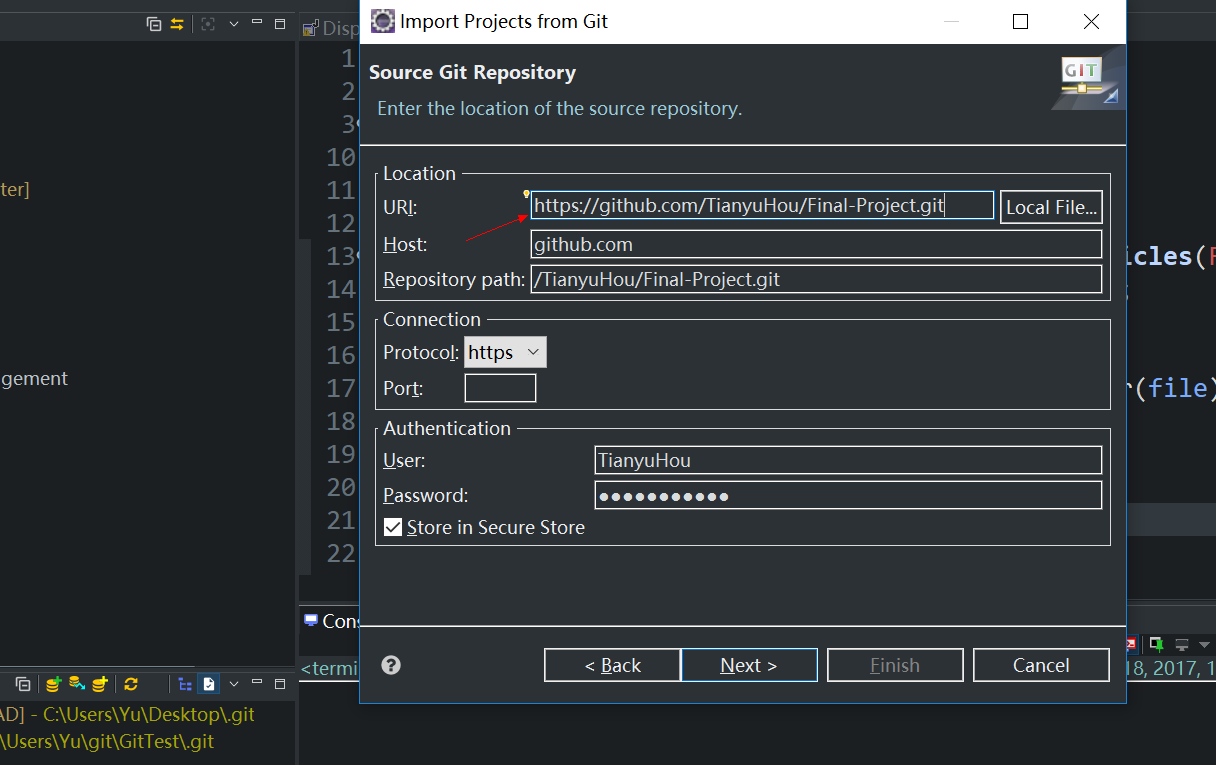 Import Projects from Git
Disp
Source Git Repository
GIT
Enter the location of the source repository.
1
2
3
10
11
12
13
14
15
16
17
18
19
20
21
22
ter]
gement
icles(F
r(file)
Location
URI:
https://github.com/TianyuHou/Final-Project.git
Local File...
Host:
github.com
Repository path:
/TianyuHou/Final-Project.git
Connection
Protocol:
https
Port:
Authentication
User:
TianyuHou
Password:
●●●●●●●●●●●
Store in Secure Store
Cons
<termi
18, 2017, 1
< Back
Next >
Finish
Cancel
AD] - C:\Users\Yu\Desktop\.git
\Users\Yu\git\GitTest\.git